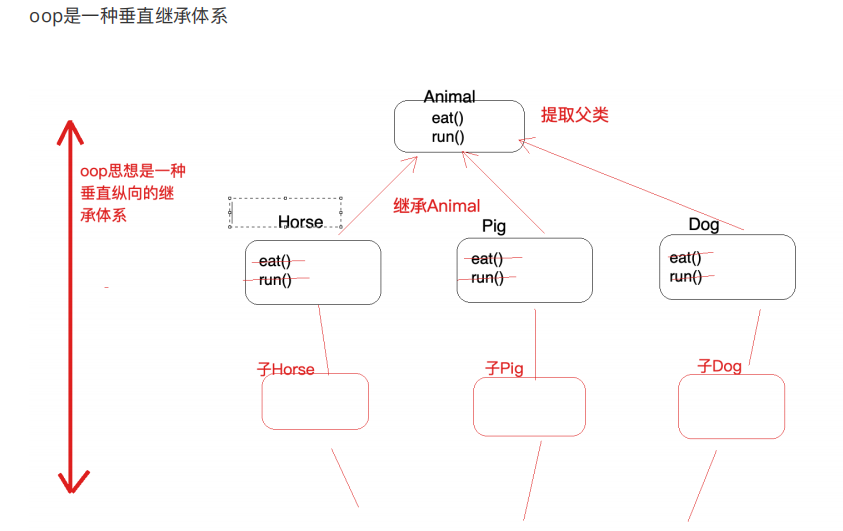 oop是一种垂直继承体系
Animal
eat()
run()
提取父类
oop思想是一种
垂直纵向的继
承体系
继承Animal
Horse
eat()
run()
Pig
eat()
run()
Dog
eat()
run()
子Horse
子Pig
子Dog